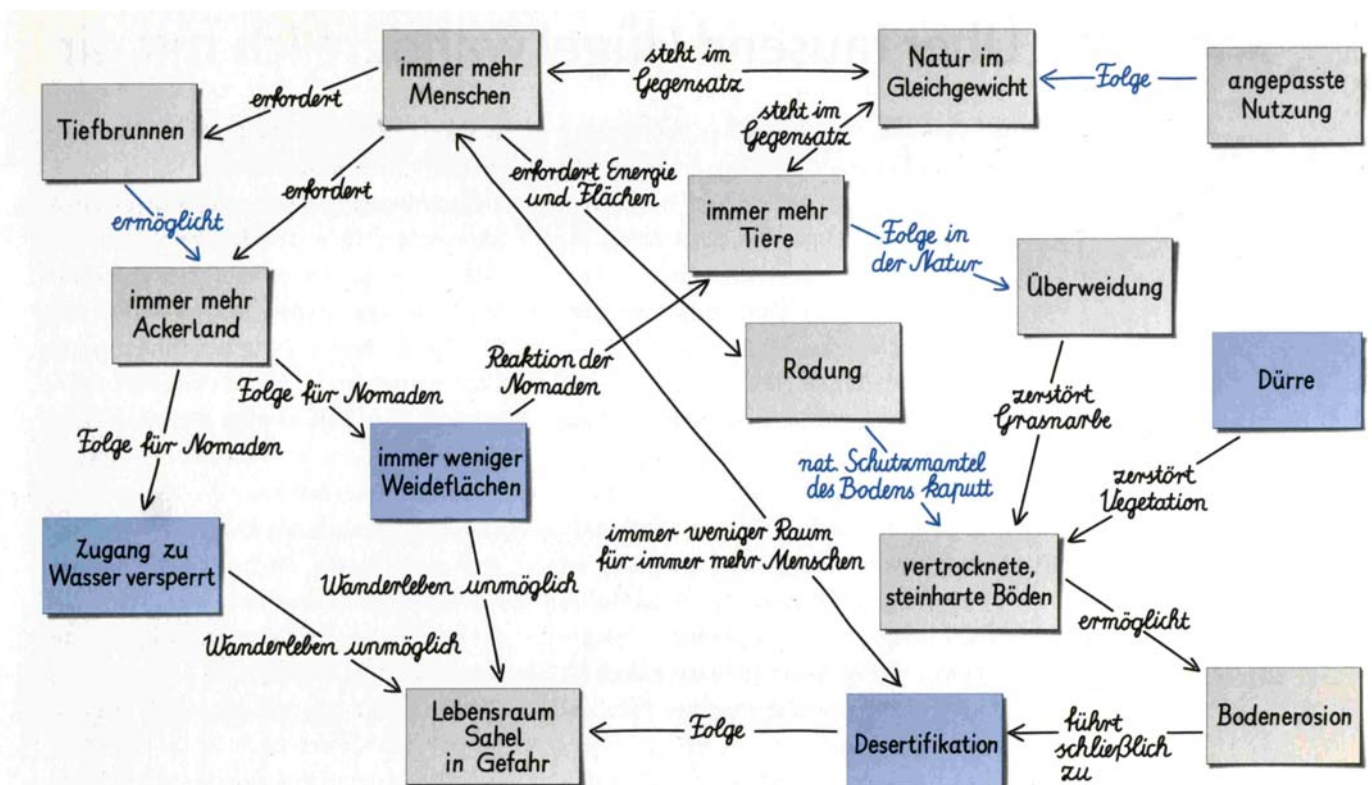 immer mehr
Menschen
steht im
Gegensatz
Natur im
Gleichgewicht
Folge
angepasste
Nutzung
erfordert
Tiefbrunnen
steht im
Gegensatz
erfordert
erfordert Energie
und Flächen
immer mehr
Tiere
ermöglicht
Folge in
der Natur
Überweidung
immer mehr
Ackerland
Reaktion der
Nomaden
Rodung
Dürre
Folge für Nomaden
zerstört
Grasnarbe
Folge für Nomaden
immer weniger
Weideflächen
nat. Schutzmantel
des Bodens kaputt
zerstört
Vegetation
Zugang zu
Wasser versperrt
immer weniger Raum
für immer mehr Menschen
vertrocknete,
steinharte Böden
Wanderleben unmöglich
ermöglicht
Wanderleben unmöglich
Lebensraum
Sahel
in Gefahr
Folge
Desertifikation
führt
schließlich
zu
Bodenerosion